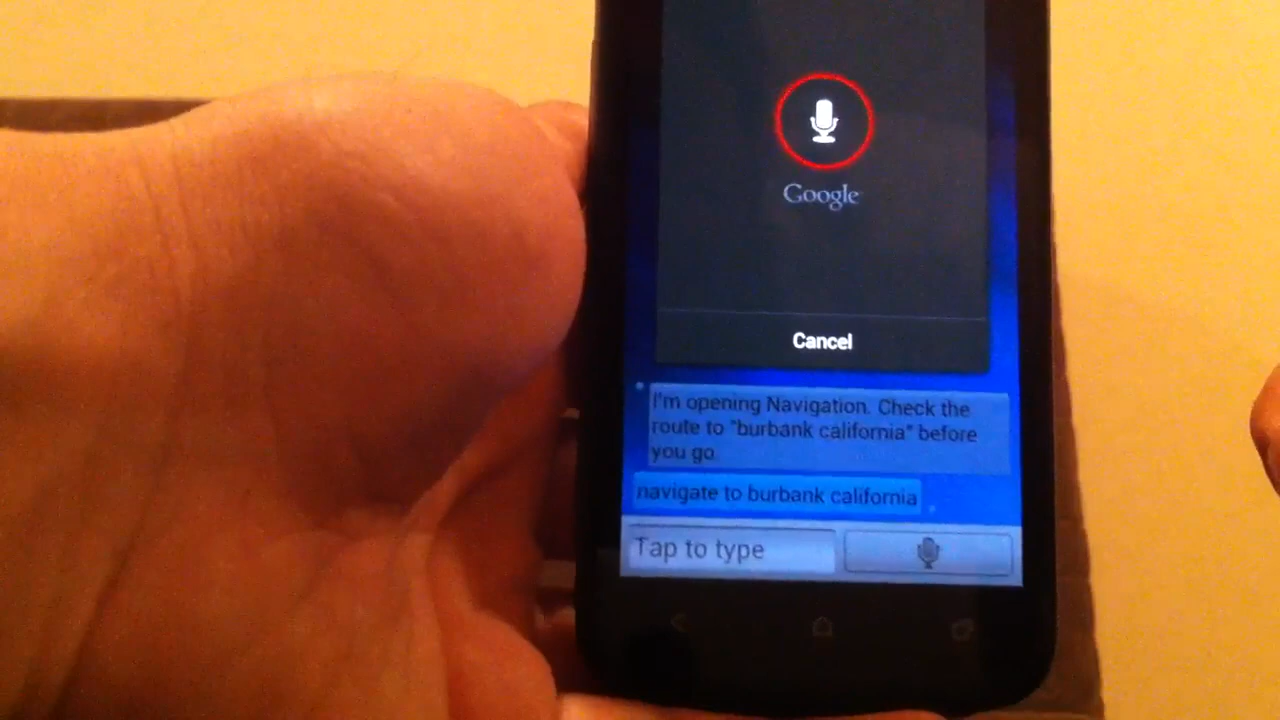 Google
Cancel
I'm opening Navigation. Check the
route to "burbank california" before
you go.
navigate to burbank california
Tap to type